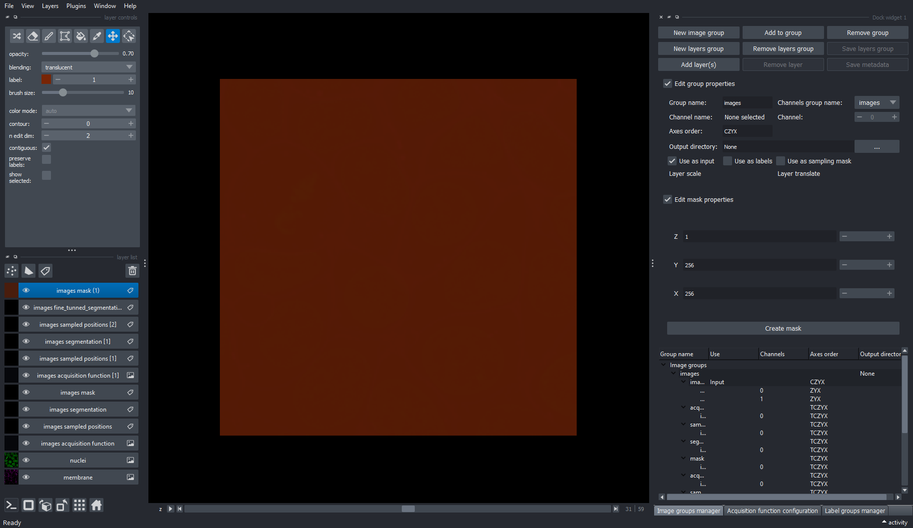 File View Layers Plugins Window Help
layer controls
opacity: 0.70
blending: translucent
label: 1
brush size: 10
color mode: auto
contour: 0
n edit dim: 2
contiguous:
preserve
labels:
show
selected:
layer list
images mask [1]
images fine_tunned_segmentati...
images sampled positions [2]
images segmentation [1]
images sampled positions [1]
images acquisition function [1]
images mask
images segmentation
images sampled positions
images acquisition function
nuclei
membrane
Ready
z 31 59
Dock widget 1
New image group Add to group Remove group
New layers group Remove layers group Save layers group
Add layer(s) Remove layer Save metadata
Edit group properties
Group name: images Channels group name: images
Channel name: None selected Channel: 0
Axes order: CZYX
Output directory: None ...
Use as input Use as labels Use as sampling mask
Layer scale Layer translate
Edit mask properties
Z 1
Y 256
X 256
Create mask
Group name Use Channels Axes order Output director
Image groups
images None
ima... Input CZYX
... 0 ZYX
... 1 ZYX
acq... TCZYX
i... 0 TCZYX
sam... TCZYX
i... 0 TCZYX
seg... TCZYX
i... 0 TCZYX
mask TCZYX
i... 0 TCZYX
acq... TCZYX
i... 0 TCZYX
sam... TCZYX
Image groups manager Acquisition function configuration Label groups manager
activity